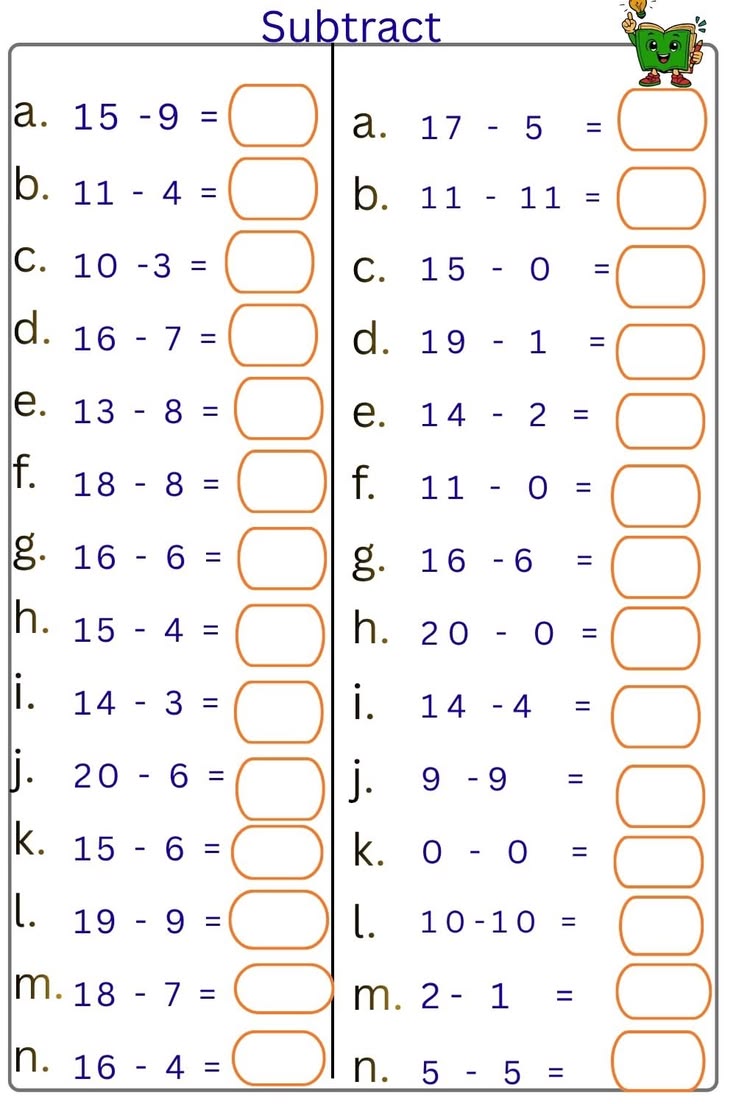 Subtract
a. 15 -9 =
b. 11 - 4 =
c. 10 -3 =
d. 16 - 7 =
e. 13 - 8 =
f. 18 - 8 =
g. 16 - 6 =
h. 15 - 4 =
i. 14 - 3 =
j. 20 - 6 =
k. 15 - 6 =
l. 19 - 9 =
m. 18 - 7 =
n. 16 - 4 =
a. 17 - 5 =
b. 11 - 11 =
c. 15 - 0 =
d. 19 - 1 =
e. 14 - 2 =
f. 11 - 0 =
g. 16 -6 =
h. 20 - 0 =
i. 14 -4 =
j. 9 -9 =
k. 0 - 0 =
l. 10-10 =
m. 2- 1 =
n. 5 - 5 =